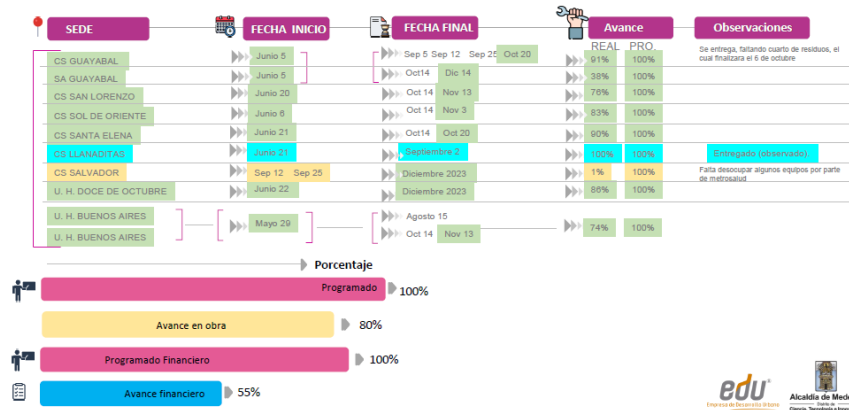 SEDE FECHA INICIO FECHA FINAL Avance Observaciones
REAL PRO.
CS GUAYABAL Junio 5 Sep 5 Sep 12 Sep 25 Oct 20 91% 100% Se entrega, faltando cuarto de residuos, el
cual finalizara el 6 de octubre
SA GUAYABAL Junio 5 Oct14 Dic 14 38% 100%
CS SAN LORENZO Junio 20 Oct 14 Nov 13 76% 100%
CS SOL DE ORIENTE Junio 6 Oct 14 Nov 3 83% 100%
CS SANTA ELENA Junio 21 Oct14 Oct 20 90% 100%
CS LLANADITAS Junio 21 Septiembre 2 100% 100% Entregado (observado).
CS SALVADOR Sep 12 Sep 25 Diciembre 2023 1% 100% Falta desocupar algunos equipos por parte
de metrosalud
U. H. DOCE DE OCTUBRE Junio 22 Diciembre 2023 86% 100%
U. H. BUENOS AIRES Mayo 29 Agosto 15
U. H. BUENOS AIRES Oct 14 Nov 13 74% 100%
Porcentaje
Programado 100%
Avance en obra 80%
Programado Financiero 100%
Avance financiero 55%
edu
Empresa de Desarrollo Urbano
Alcaldía de Mede
Distrito de